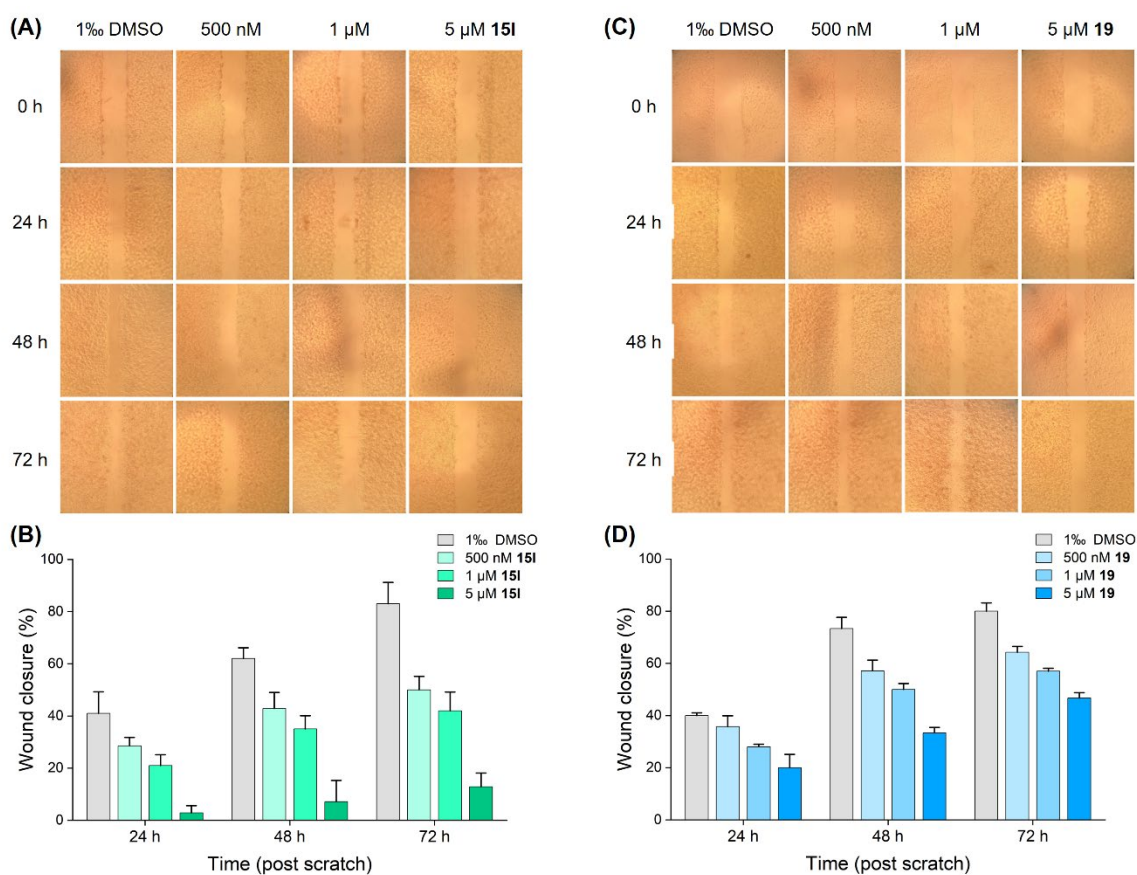 (A) 1‰ DMSO 500 nM 1 µM 5 µM 15l
0 h
24 h
48 h
72 h
(B)
1‰ DMSO
500 nM 15l
1 µM 15l
5 µM 15l
Wound closure (%)
100
80
60
40
20
0
24 h 48 h 72 h
Time (post scratch)
(C) 1‰ DMSO 500 nM 1 µM 5 µM 19
0 h
24 h
48 h
72 h
(D)
1‰ DMSO
500 nM 19
1 µM 19
5 µM 19
Wound closure (%)
100
80
60
40
20
0
24 h 48 h 72 h
Time (post scratch)